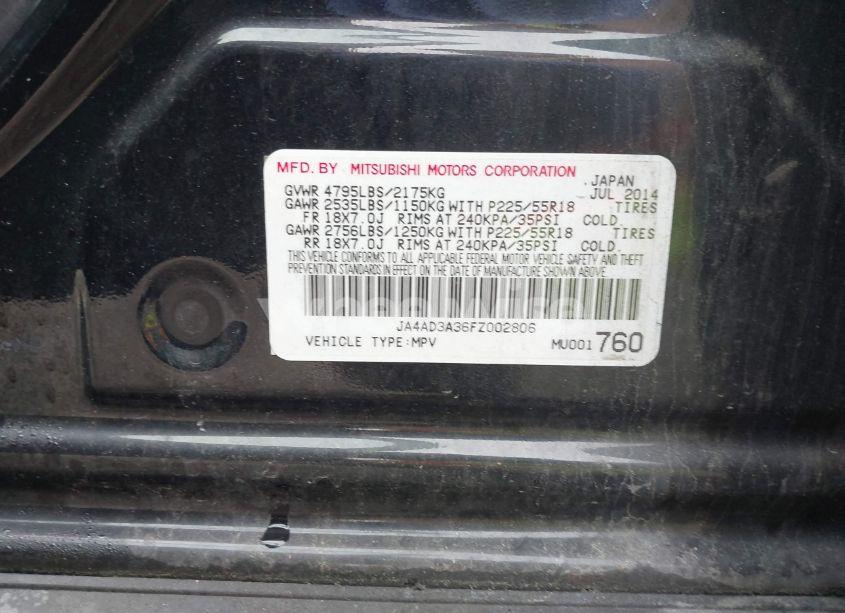 MFD. BY MITSUBISHI MOTORS CORPORATION
JAPAN
GVWR 4795LBS/2175KG JUL 2014
GAWR 2535LBS/1150KG WITH P225/55R18 TIRES
FR 18X7.0J RIMS AT 240KPA/35PSI COLD.
GAWR 2756LBS/1250KG WITH P225/55R18 TIRES
RR 18X7.0J RIMS AT 240KPA/35PSI COLD.
THIS VEHICLE CONFORMS TO ALL APPLICABLE FEDERAL MOTOR VEHICLE SAFETY AND THEFT
PREVENTION STANDARDS IN EFFECT ON THE DATE OF MANUFACTURE SHOWN ABOVE.
JA4AD3A36FZ002806
VEHICLE TYPE:MPV MU001 760